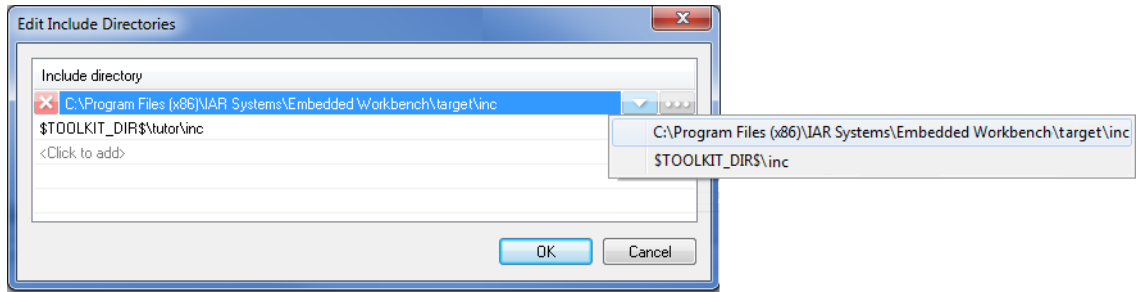 Edit Include Directories
Include directory
C:\Program Files (x86)\IAR Systems\Embedded Workbench\target\inc
$TOOLKIT_DIR$\tutor\inc
<Click to add>
C:\Program Files (x86)\IAR Systems\Embedded Workbench\target\inc
$TOOLKIT_DIR$\inc
OK Cancel